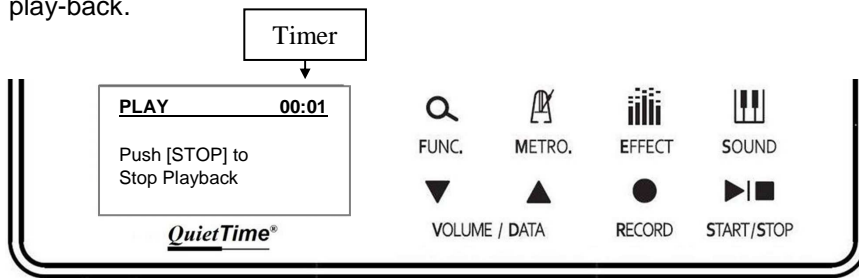 play-back.
Timer
PLAY 00:01
Push [STOP] to
Stop Playback
FUNC. METRO. EFFECT SOUND
VOLUME / DATA RECORD START/STOP
QuietTime®